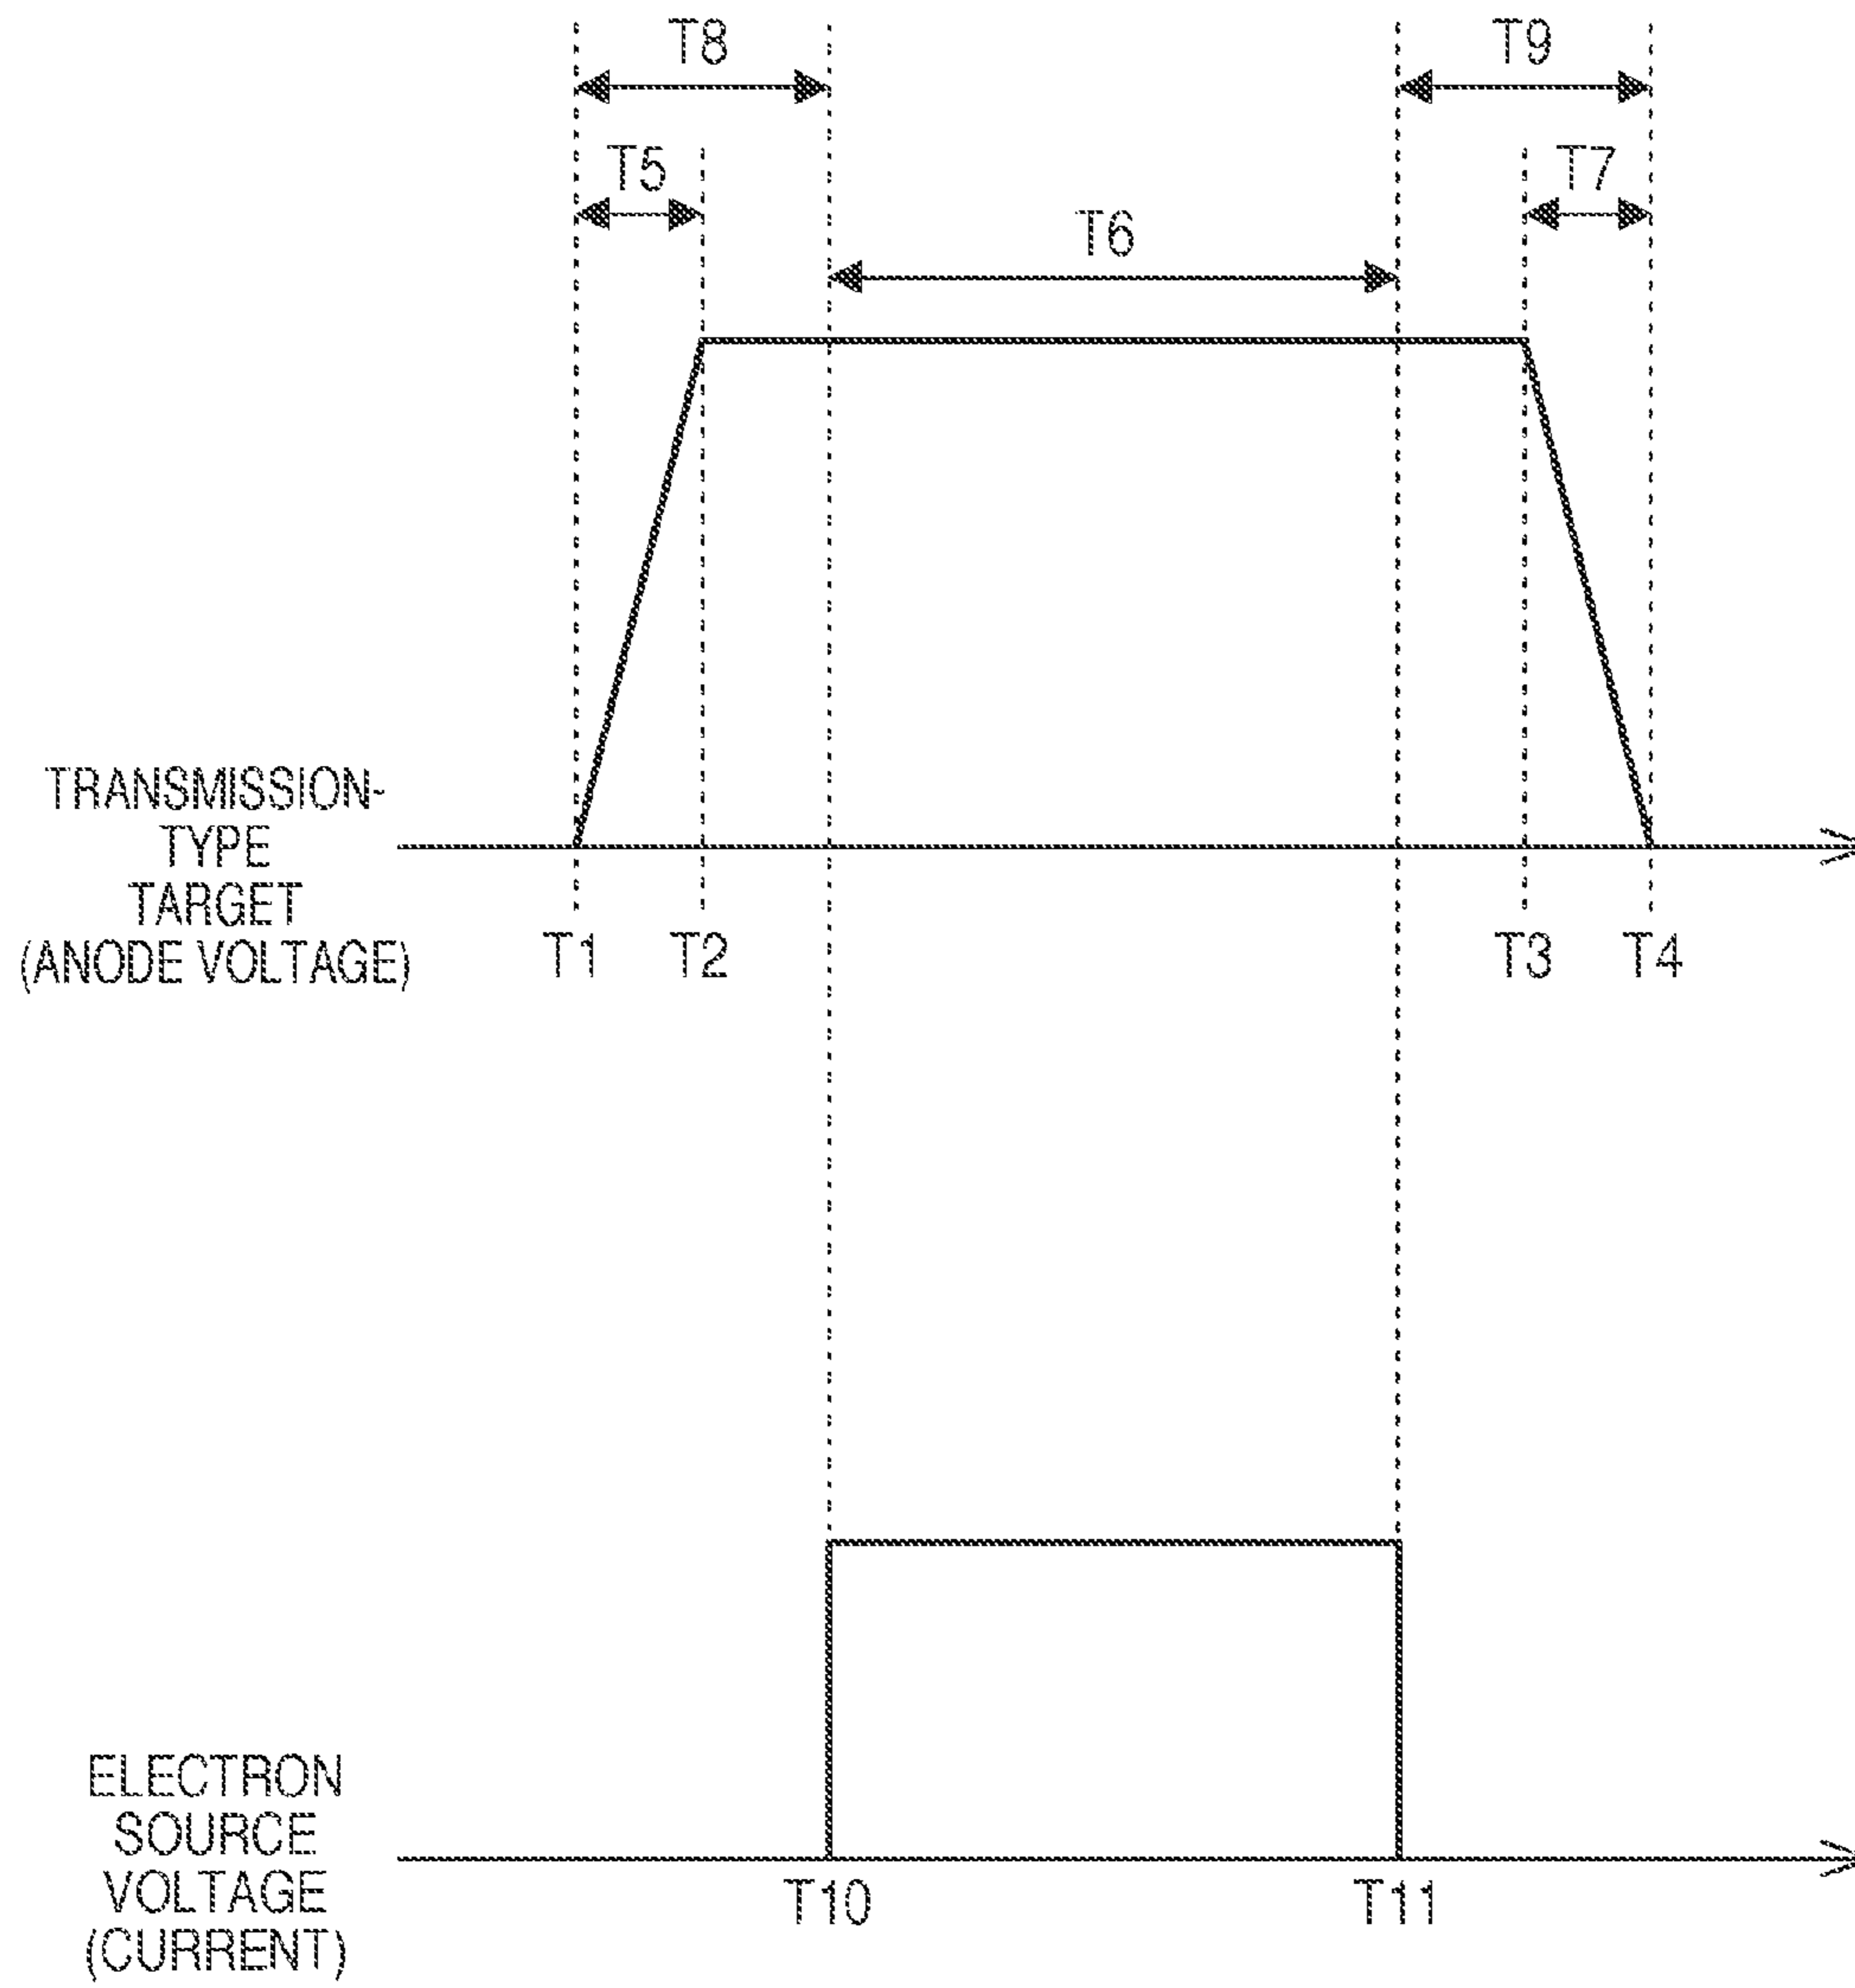 T8
T9
T5
T7
T6
TRANSMISSION-
TYPE
TARGET
(ANODE VOLTAGE)
T1
T2
T3
T4
ELECTRON
SOURCE
VOLTAGE
(CURRENT)
T10
T11